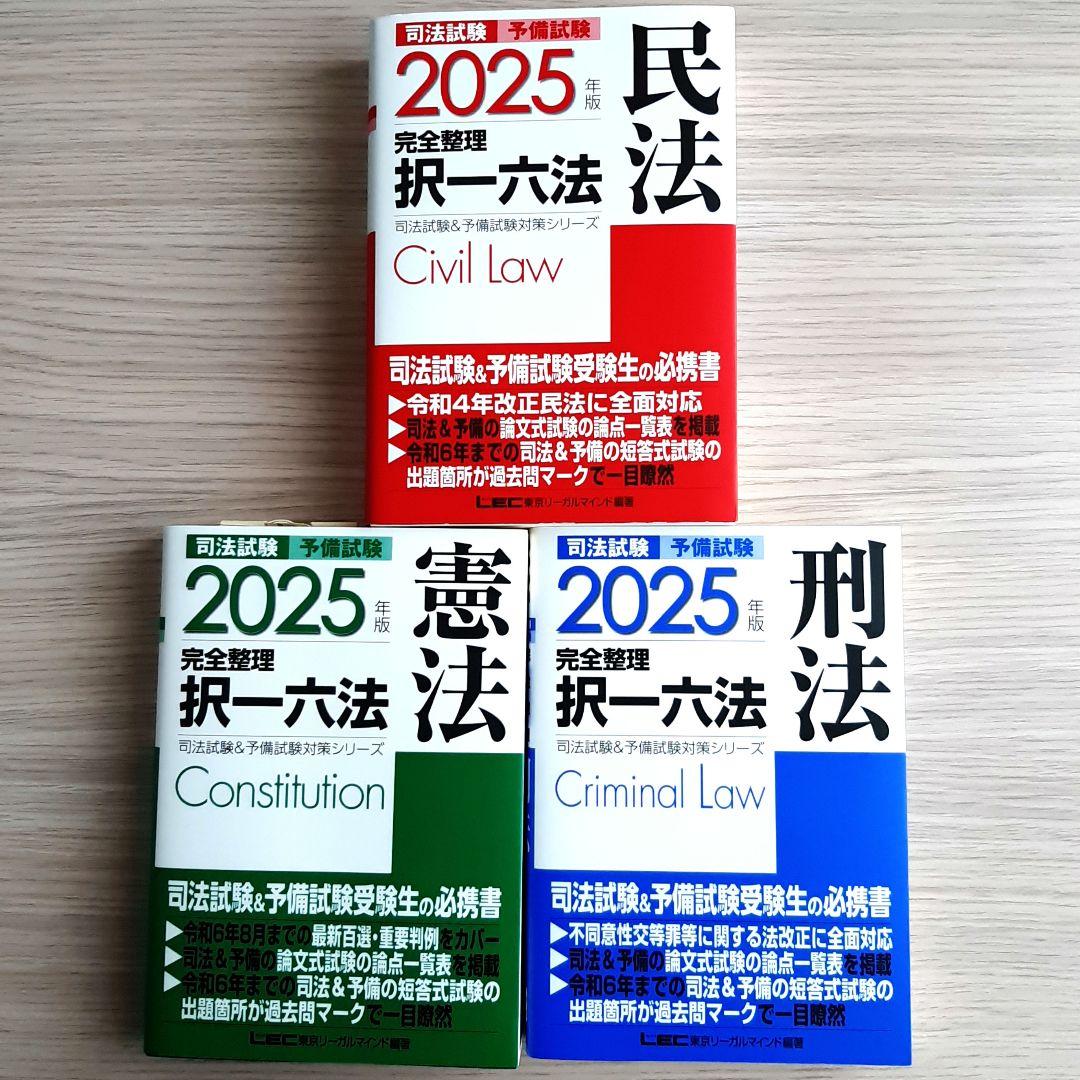 司法試験 予備試験
2025年版
民法
完全整理
択一六法
司法試験&予備試験対策シリーズ
Civil Law
司法試験&予備試験受験生の必携書
▶令和4年改正民法に全面対応
▶司法&予備の論文式試験の論点一覧表を掲載
▶令和6年までの司法&予備の短答式試験の
出題箇所が過去問マークで一目瞭然
LEC東京リーガルマインド編著
司法試験 予備試験
2025年版
憲法
完全整理
択一六法
司法試験&予備試験対策シリーズ
Constitution
司法試験&予備試験受験生の必携書
▶令和6年8月までの最新百選・重要判例をカバー
▶司法&予備の論文式試験の論点一覧表を掲載
▶令和6年までの司法&予備の短答式試験の
出題箇所が過去問マークで一目瞭然
LEC東京リーガルマインド編著
司法試験 予備試験
2025年版
刑法
完全整理
択一六法
司法試験&予備試験対策シリーズ
Criminal Law
司法試験&予備試験受験生の必携書
▶不同意性交等罪等に関する法改正に全面対応
▶司法&予備の論文式試験の論点一覧表を掲載
▶令和6年までの司法&予備の短答式試験の
出題箇所が過去問マークで一目瞭然
LEC東京リーガルマインド編著